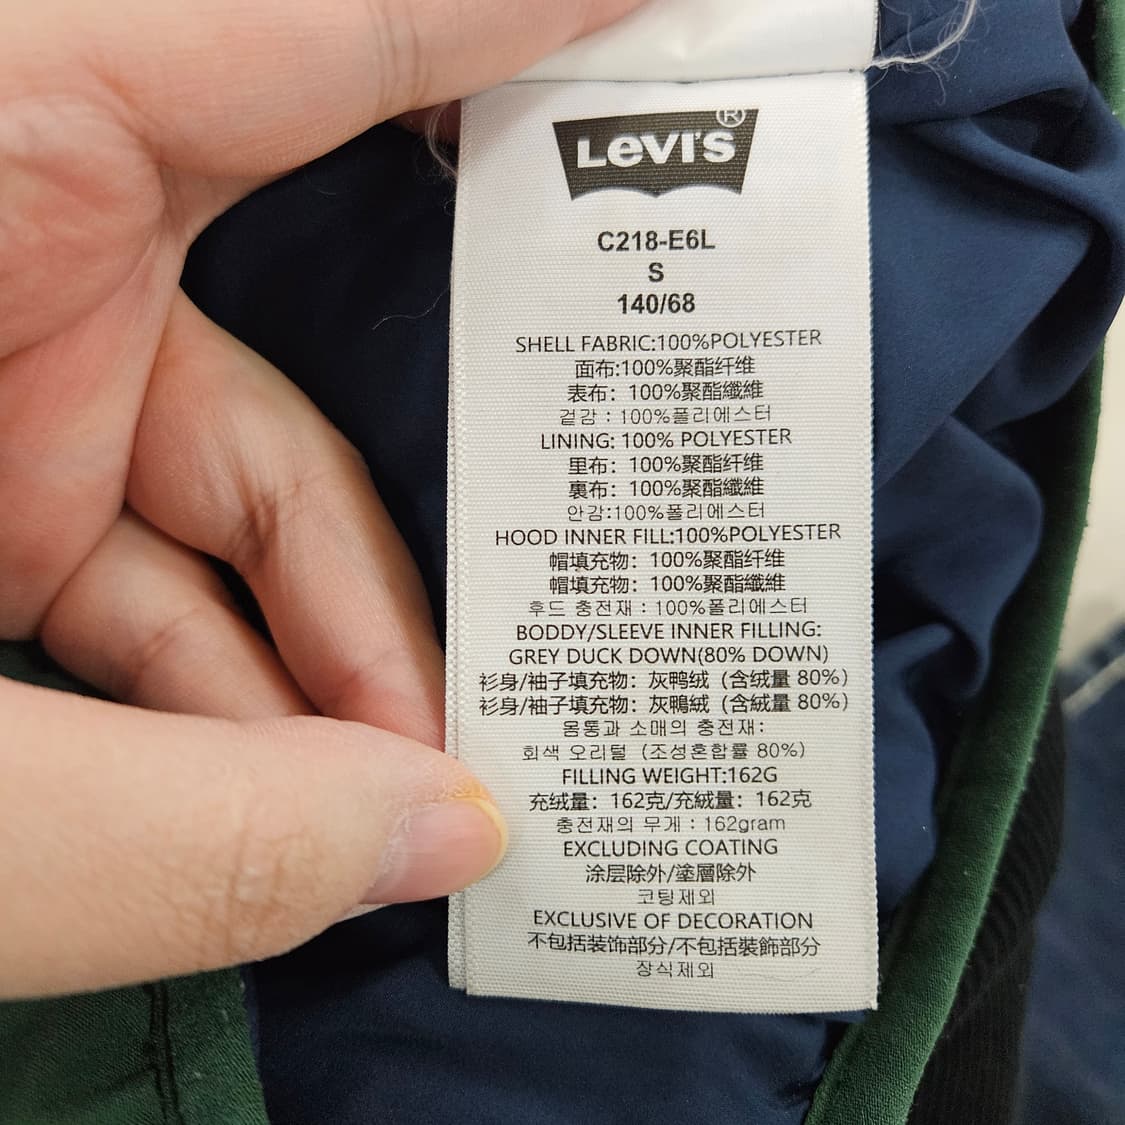 Levi's®
C218-E6L
S
140/68
SHELL FABRIC:100%POLYESTER
面布:100%聚酯纤维
表布：100%聚酯纖維
겉감 : 100%폴리에스터
LINING: 100% POLYESTER
里布：100%聚酯纤维
裏布：100%聚酯纖維
안감:100%폴리에스터
HOOD INNER FILL:100%POLYESTER
帽填充物：100%聚酯纤维
帽填充物：100%聚酯纖維
후드 충전재 : 100%폴리에스터
BODDY/SLEEVE INNER FILLING:
GREY DUCK DOWN(80% DOWN)
衫身/袖子填充物：灰鸭绒（含绒量 80%）
衫身/袖子填充物：灰鴨絨（含絨量 80%）
몸통과 소매의 충전재:
회색 오리털 (조성혼합률 80%)
FILLING WEIGHT:162G
充绒量：162克/充絨量：162克
충전재의 무게 : 162gram
EXCLUDING COATING
涂层除外/塗層除外
코팅제외
EXCLUSIVE OF DECORATION
不包括装饰部分/不包括裝飾部分
장식제외